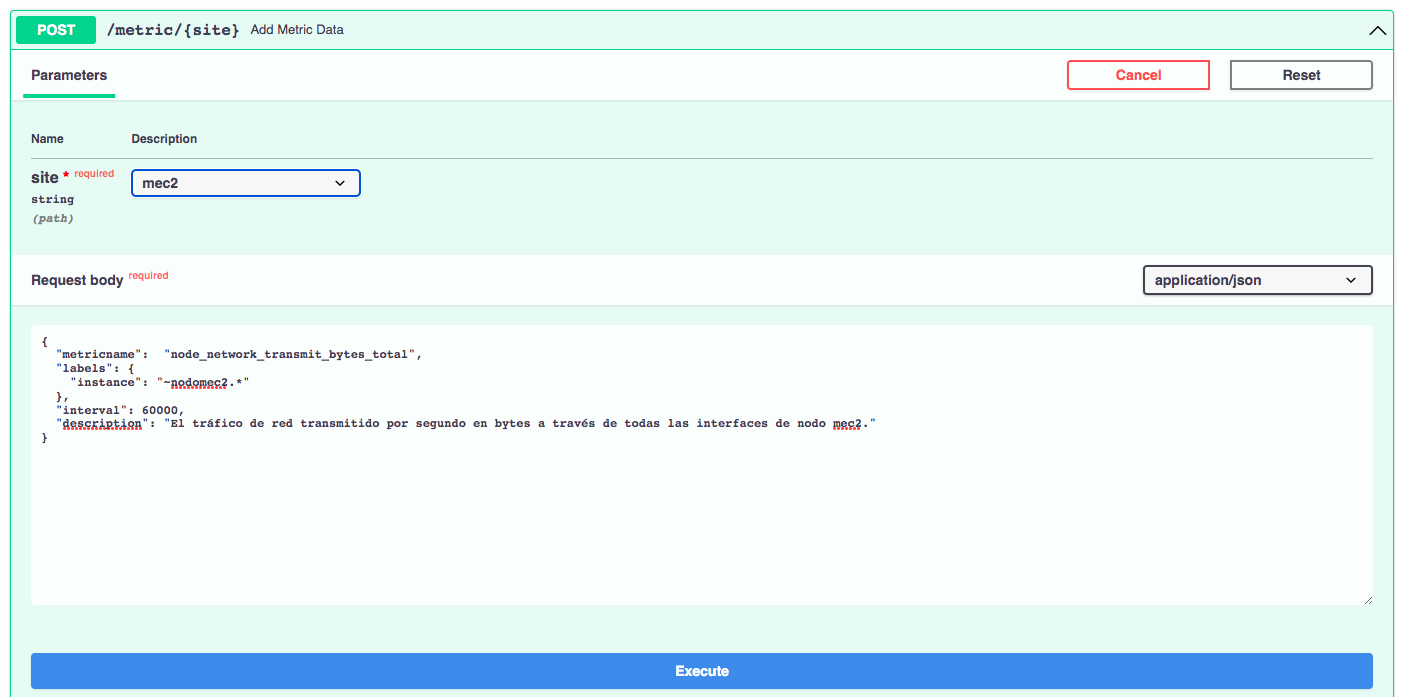 POST /metric/{site} Add Metric Data
Parameters Cancel Reset
Name Description
site * required mec2
string
(path)
Request body required application/json
{
  "metricname":  "node_network_transmit_bytes_total",
  "labels": {
    "instance": "~nodomec2.*"
  },
  "interval": 60000,
  "description": "El tráfico de red transmitido por segundo en bytes a través de todas las interfaces de nodo mec2."
}
Execute